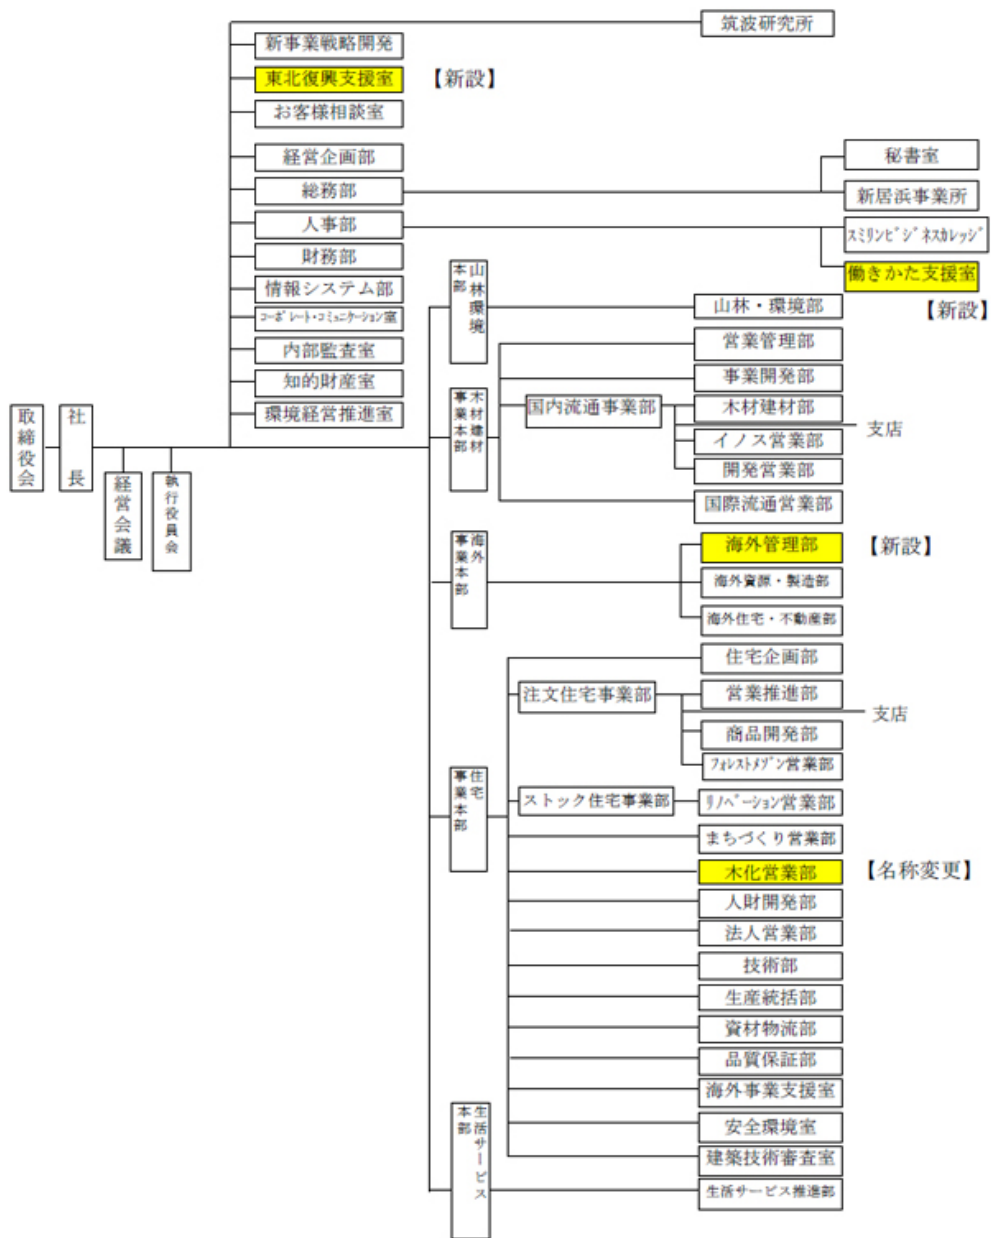 筑波研究所
新事業戦略開発
東北復興支援室 【新設】
お客様相談室
経営企画部
秘書室
総務部
新居浜事業所
人事部
スミリンビジネスカレッジ
財務部
働きかた支援室
【新設】
情報システム部
コーポレート・コミュニケーション室
内部監査室
知的財産室
環境経営推進室
取締役会
社長
経営会議
執行役員会
山林環境
本部
山林・環境部
木材建材
事業本部
営業管理部
事業開発部
国内流通事業部
木材建材部
支店
イノス営業部
開発営業部
国際流通営業部
海外
事業本部
海外管理部 【新設】
海外資源・製造部
海外住宅・不動産部
住宅
事業本部
住宅企画部
注文住宅事業部
営業推進部
支店
商品開発部
フォレストメゾン営業部
ストック住宅事業部
リノベーション営業部
まちづくり営業部
木化営業部 【名称変更】
人財開発部
法人営業部
技術部
生産統括部
資材物流部
品質保証部
海外事業支援室
安全環境室
建築技術審査室
生活サービス
本部
生活サービス推進部